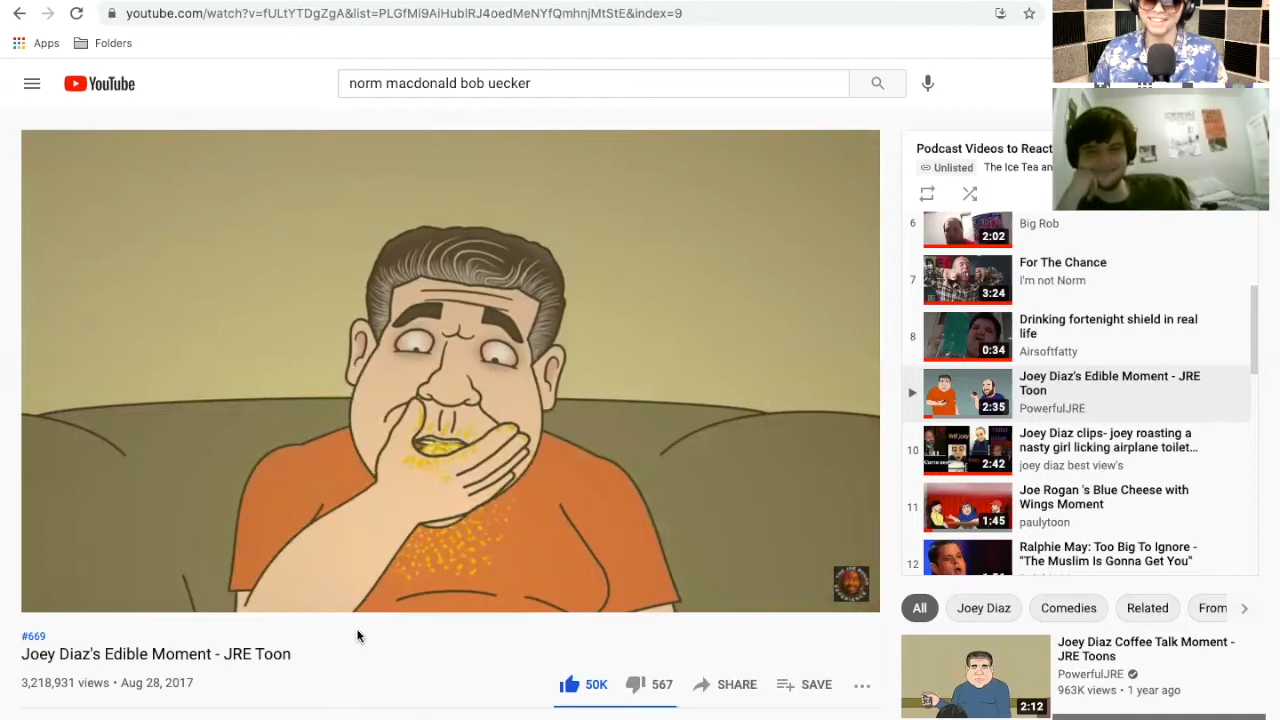 youtube.com/watch?v=fULtYTDgZgA&list=PLGfMl9AiHublRJ4oedMeNYfQmhnjMtStE&index=9
Apps
Folders
YouTube
norm macdonald bob uecker
Podcast Videos to React
Unlisted
The Ice Tea an
6
2:02
Big Rob
7
3:24
For The Chance
I'm not Norm
8
0:34
Drinking fortenight shield in real
life
Airsoftfatty
2:35
Joey Diaz's Edible Moment - JRE
Toon
PowerfulJRE
10
2:42
Joey Diaz clips- joey roasting a
nasty girl licking airplane toilet...
joey diaz best view's
11
1:45
Joe Rogan 's Blue Cheese with
Wings Moment
paulytoon
12
Ralphie May: Too Big To Ignore -
"The Muslim Is Gonna Get You"
#669
Joey Diaz's Edible Moment - JRE Toon
3,218,931 views • Aug 28, 2017
50K
567
SHARE
SAVE
All
Joey Diaz
Comedies
Related
From
2:12
Joey Diaz Coffee Talk Moment -
JRE Toons
PowerfulJRE
963K views • 1 year ago